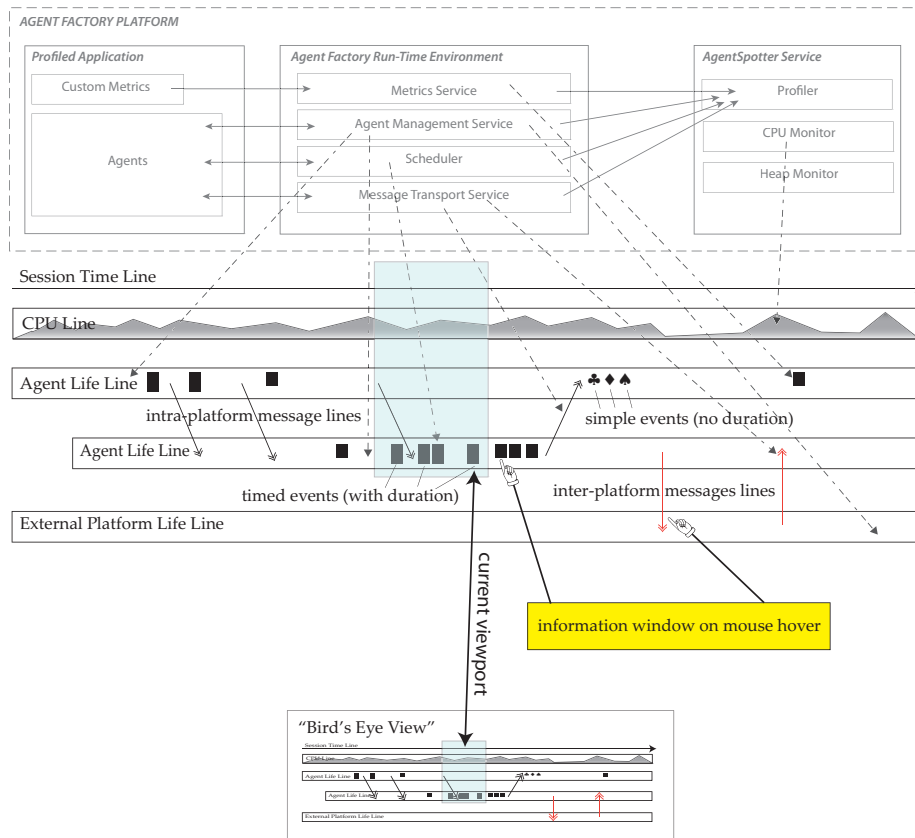 AGENT FACTORY PLATFORM
Profiled Application
Agent Factory Run-Time Environment
AgentSpotter Service
Custom Metrics
Metrics Service
Profiler
Agent Management Service
CPU Monitor
Agents
Scheduler
Heap Monitor
Message Transport Service
Session Time Line
CPU Line
Agent Life Line
intra-platform message lines
simple events (no duration)
Agent Life Line
timed events (with duration)
inter-platform messages lines
External Platform Life Line
current viewport
information window on mouse hover
“Bird's Eye View”
Session Time Line
CPU Line
Agent Life Line
Agent Life Line
External Platform Life Line